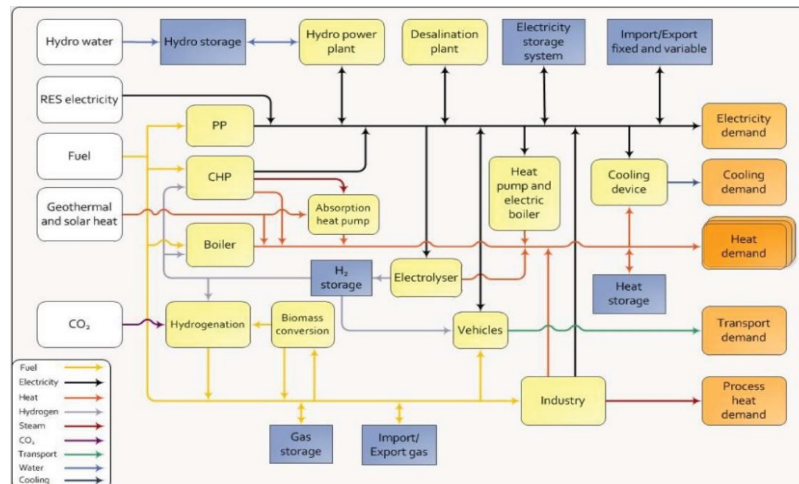 Hydro water
Hydro storage
Hydro power
plant
Desalination
plant
Electricity
storage
system
Import/Export
fixed and variable
RES electricity
PP
Electricity
demand
Fuel
CHP
Heat
pump and
electric
boiler
Cooling
device
Cooling
demand
Geothermal
and solar heat
Absorption
heat pump
Boiler
Heat
demand
H₂
storage
Electrolyser
Heat
storage
CO₂
Hydrogenation
Biomass
conversion
Vehicles
Transport
demand
Fuel
Electricity
Heat
Hydrogen
Steam
CO₂
Transport
Water
Cooling
Industry
Process
heat
demand
Gas
storage
Import/
Export gas